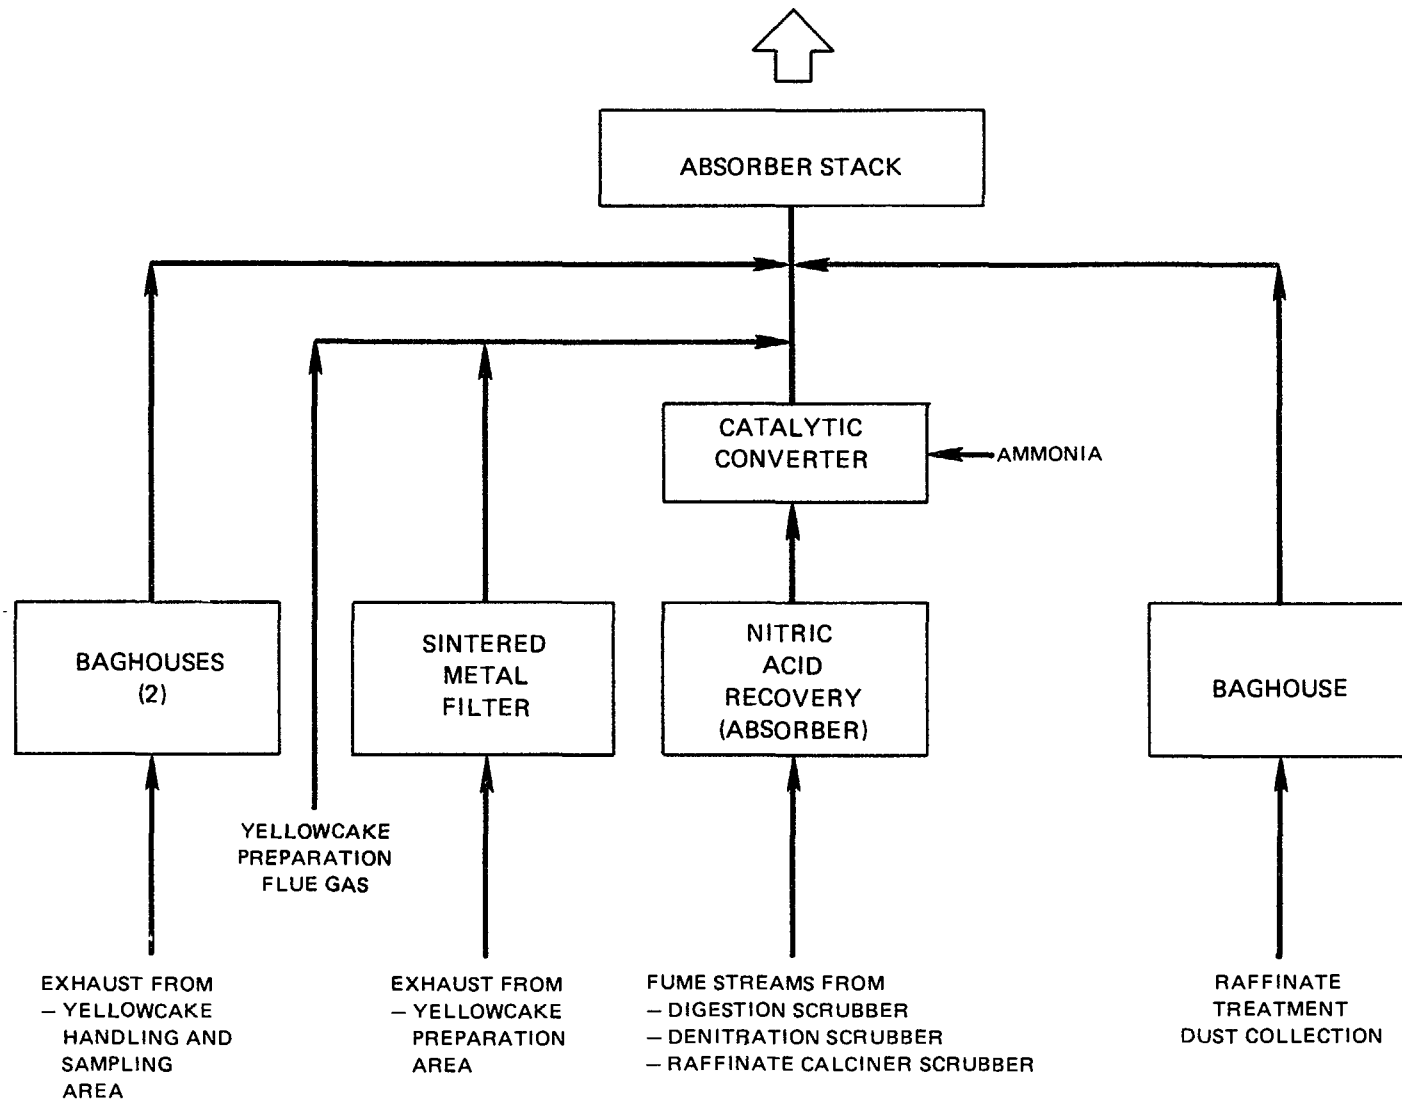 ABSORBER STACK
CATALYTIC
CONVERTER
AMMONIA
BAGHOUSES
(2)
SINTERED
METAL
FILTER
NITRIC
ACID
RECOVERY
(ABSORBER)
BAGHOUSE
YELLOWCAKE
PREPARATION
FLUE GAS
EXHAUST FROM
– YELLOWCAKE
HANDLING AND
SAMPLING
AREA
EXHAUST FROM
– YELLOWCAKE
PREPARATION
AREA
FUME STREAMS FROM
– DIGESTION SCRUBBER
– DENITRATION SCRUBBER
– RAFFINATE CALCINER SCRUBBER
RAFFINATE
TREATMENT
DUST COLLECTION